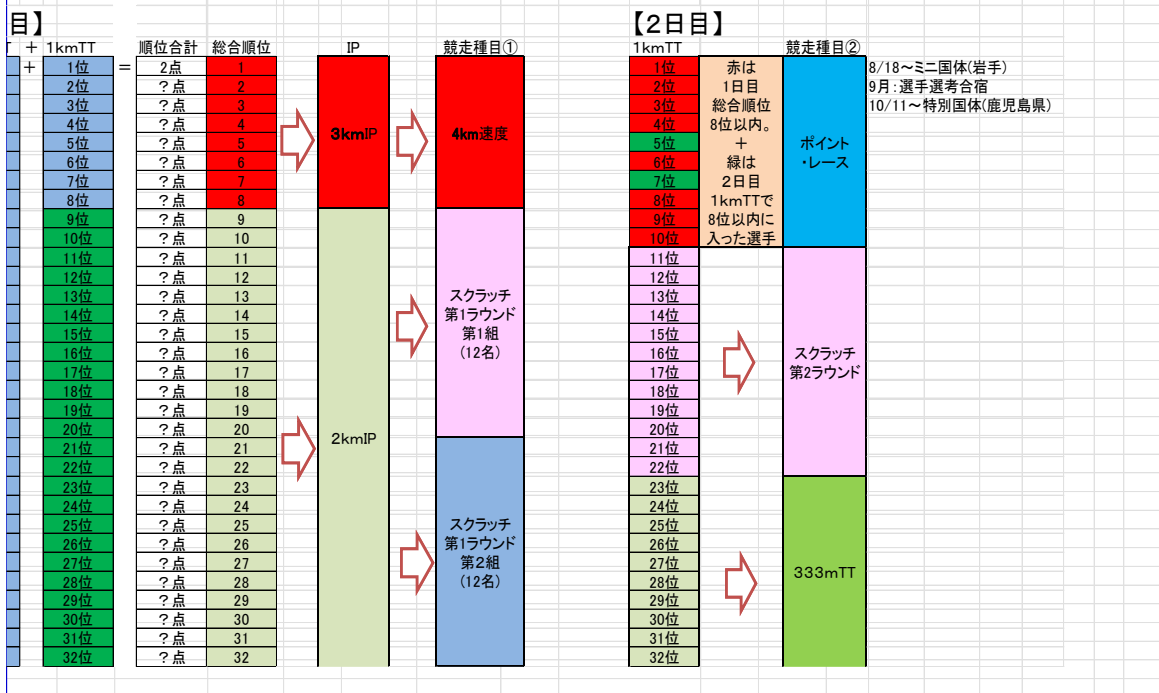 目】 【2日目】
+ 1kmTT 順位合計 総合順位 IP 競走種目① 1kmTT 競走種目②
+ 1位 = 2点 1 1位 赤は 8/18～ミニ国体(岩手)
2位 ?点 2 2位 1日目 9月:選手選考合宿
3位 ?点 3 3位 総合順位 10/11～特別国体(鹿児島県)
4位 ?点 4 3kmIP 4km速度 4位 8位以内。
5位 ?点 5 5位 + ポイント
6位 ?点 6 6位 緑は ・レース
7位 ?点 7 7位 2日目
8位 ?点 8 8位 1kmTTで
9位 ?点 9 9位 8位以内に
10位 ?点 10 10位 入った選手
11位 ?点 11 11位
12位 ?点 12 12位
13位 ?点 13 スクラッチ 13位
14位 ?点 14 第1ラウンド 14位
15位 ?点 15 第1組 15位
16位 ?点 16 (12名) 16位 スクラッチ
17位 ?点 17 17位 第2ラウンド
18位 ?点 18 18位
19位 ?点 19 19位
20位 ?点 20 2kmIP 20位
21位 ?点 21 21位
22位 ?点 22 22位
23位 ?点 23 23位
24位 ?点 24 24位
25位 ?点 25 スクラッチ 25位
26位 ?点 26 第1ラウンド 26位
27位 ?点 27 第2組 27位 333mTT
28位 ?点 28 (12名) 28位
29位 ?点 29 29位
30位 ?点 30 30位
31位 ?点 31 31位
32位 ?点 32 32位